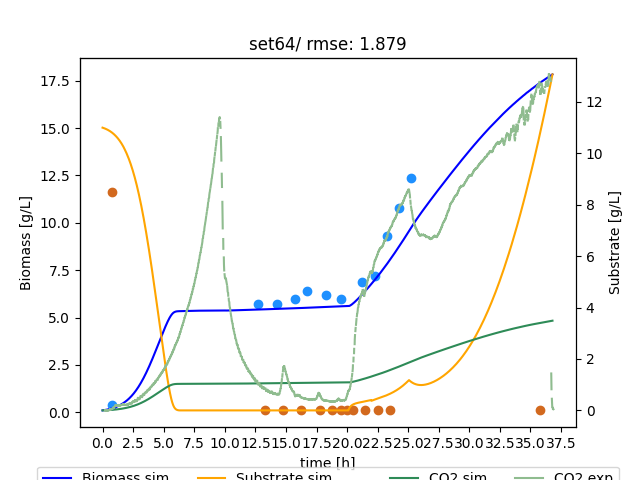 set64/ rmse: 1.879
17.5
15.0
12.5
10.0
7.5
5.0
2.5
0.0
Biomass [g/L]
12
10
8
6
4
2
0
Substrate [g/L]
0.0 2.5 5.0 7.5 10.0 12.5 15.0 17.5 20.0 22.5 25.0 27.5 30.0 32.5 35.0 37.5
time [h]
Biomass sim Substrate sim CO2 sim CO2 exp